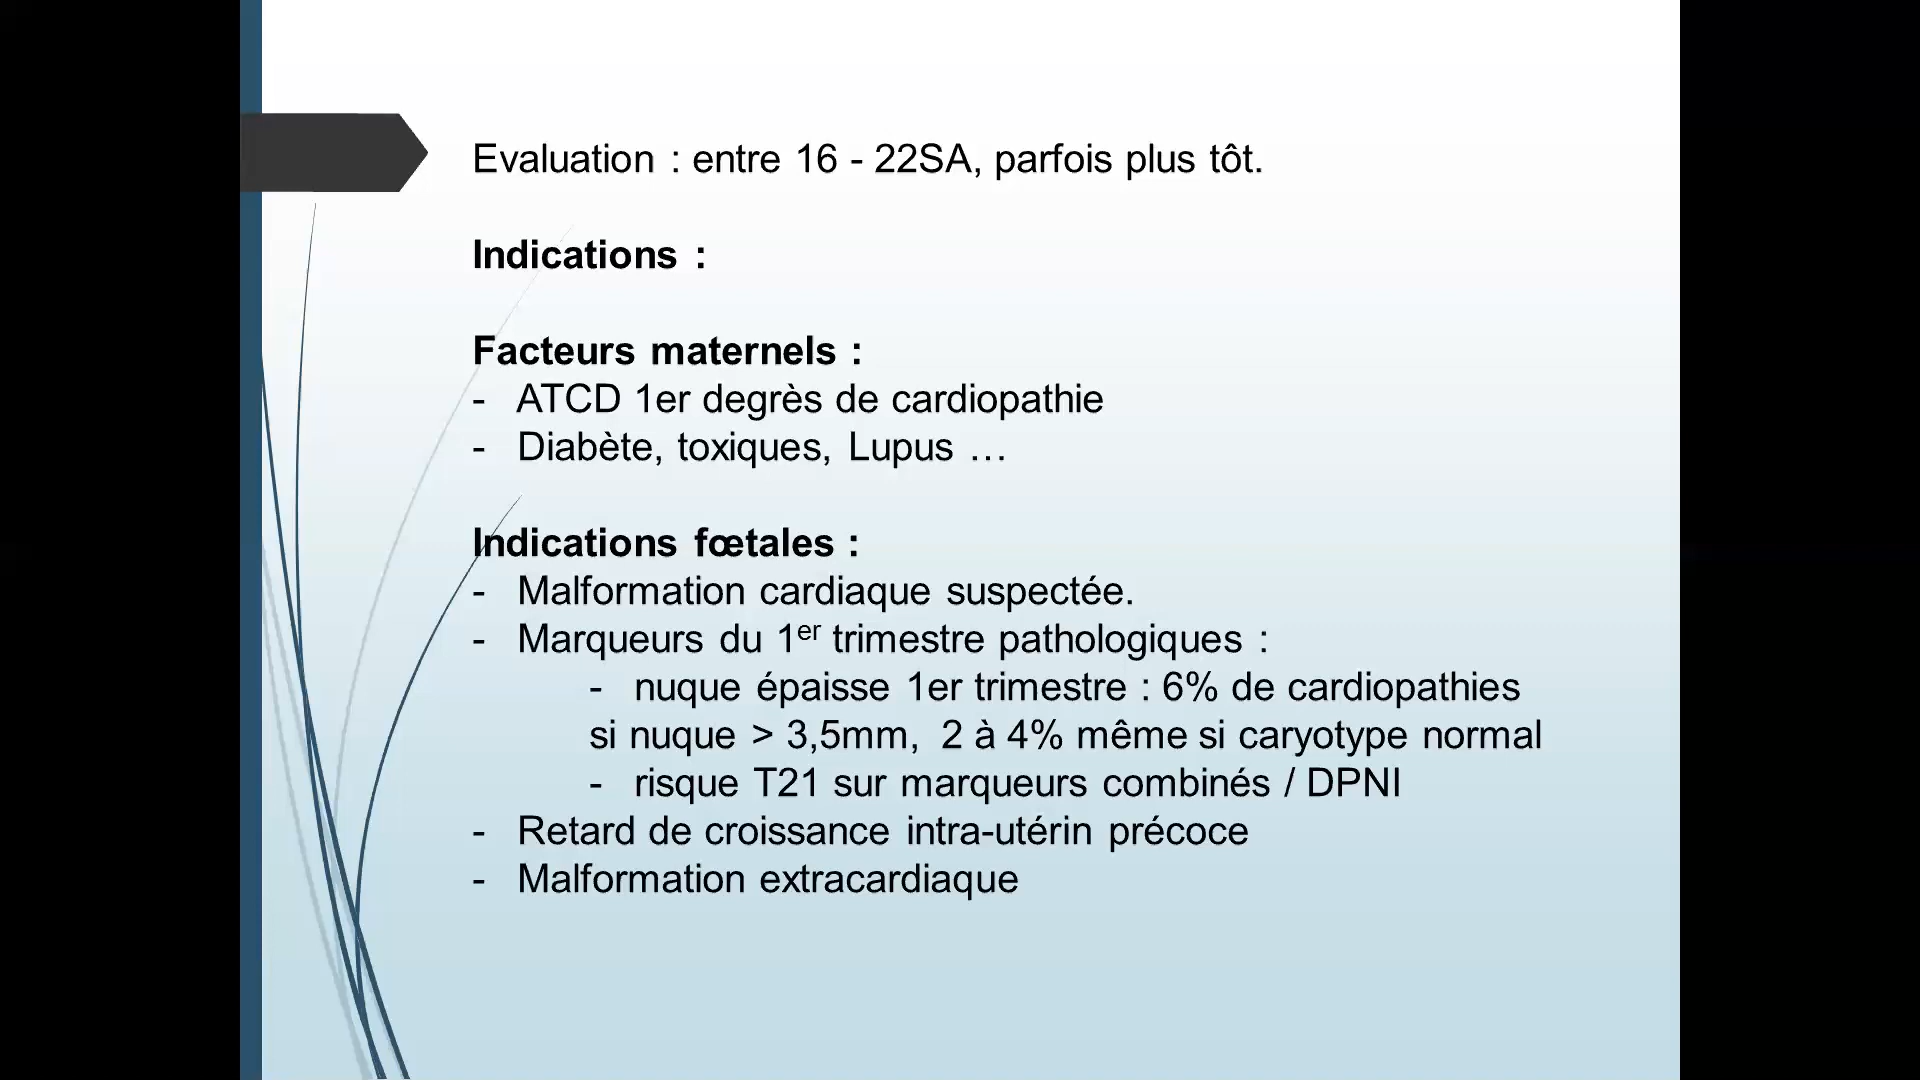 Evaluation : entre 16 - 22SA, parfois plus tôt.
Indications :
Facteurs maternels :
- ATCD 1er degrès de cardiopathie
- Diabète, toxiques, Lupus …
Indications fœtales :
- Malformation cardiaque suspectée.
- Marqueurs du 1er trimestre pathologiques :
- nuque épaisse 1er trimestre : 6% de cardiopathies
si nuque > 3,5mm, 2 à 4% même si caryotype normal
- risque T21 sur marqueurs combinés / DPNI
- Retard de croissance intra-utérin précoce
- Malformation extracardiaque